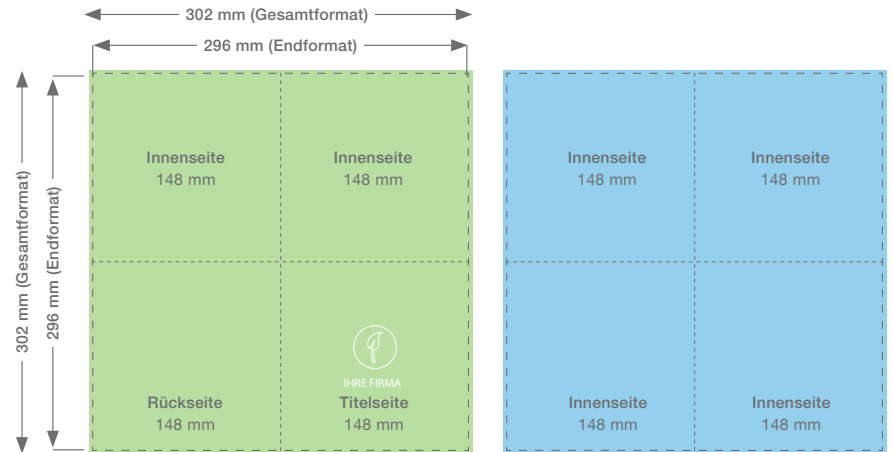 302 mm (Gesamtformat)
296 mm (Endformat)
302 mm (Gesamtformat)
296 mm (Endformat)
Innenseite
148 mm
Innenseite
148 mm
IHRE FIRMA
Rückseite
148 mm
Titelseite
148 mm
Innenseite
148 mm
Innenseite
148 mm
Innenseite
148 mm
Innenseite
148 mm